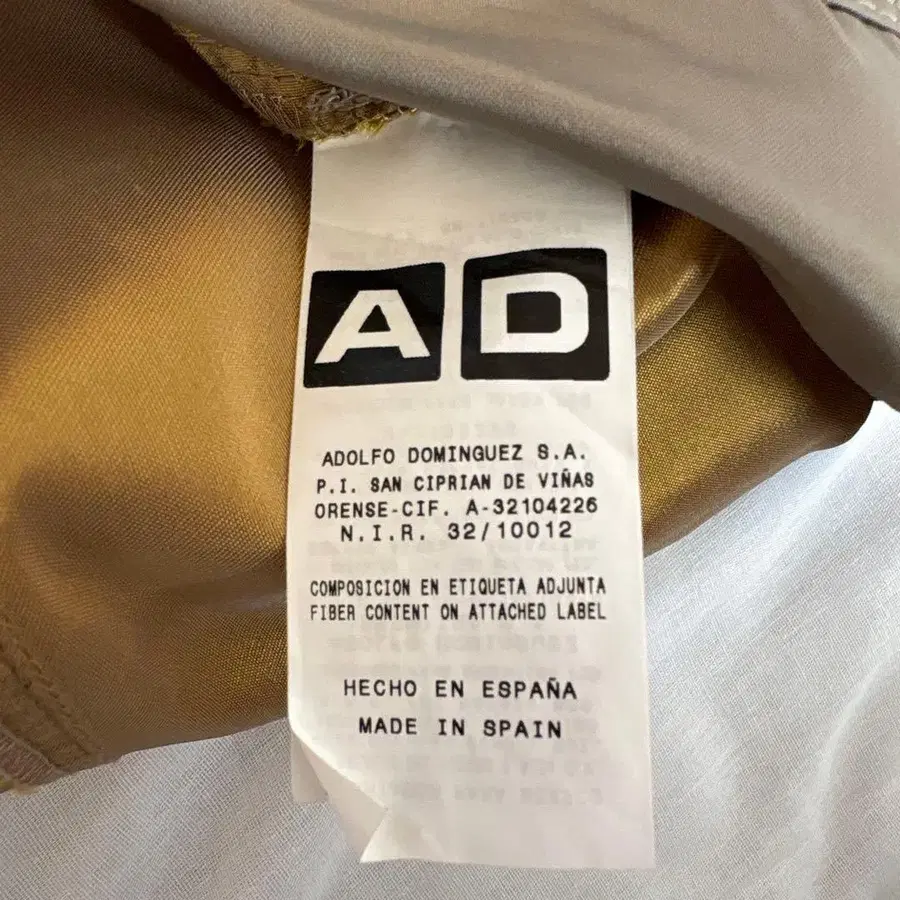 AD
ADOLFO DOMINGUEZ S.A.
P.I. SAN CIPRIAN DE VIÑAS
ORENSE-CIF. A-32104226
N.I.R. 32/10012
COMPOSICION EN ETIQUETA ADJUNTA
FIBER CONTENT ON ATTACHED LABEL
HECHO EN ESPAÑA
MADE IN SPAIN